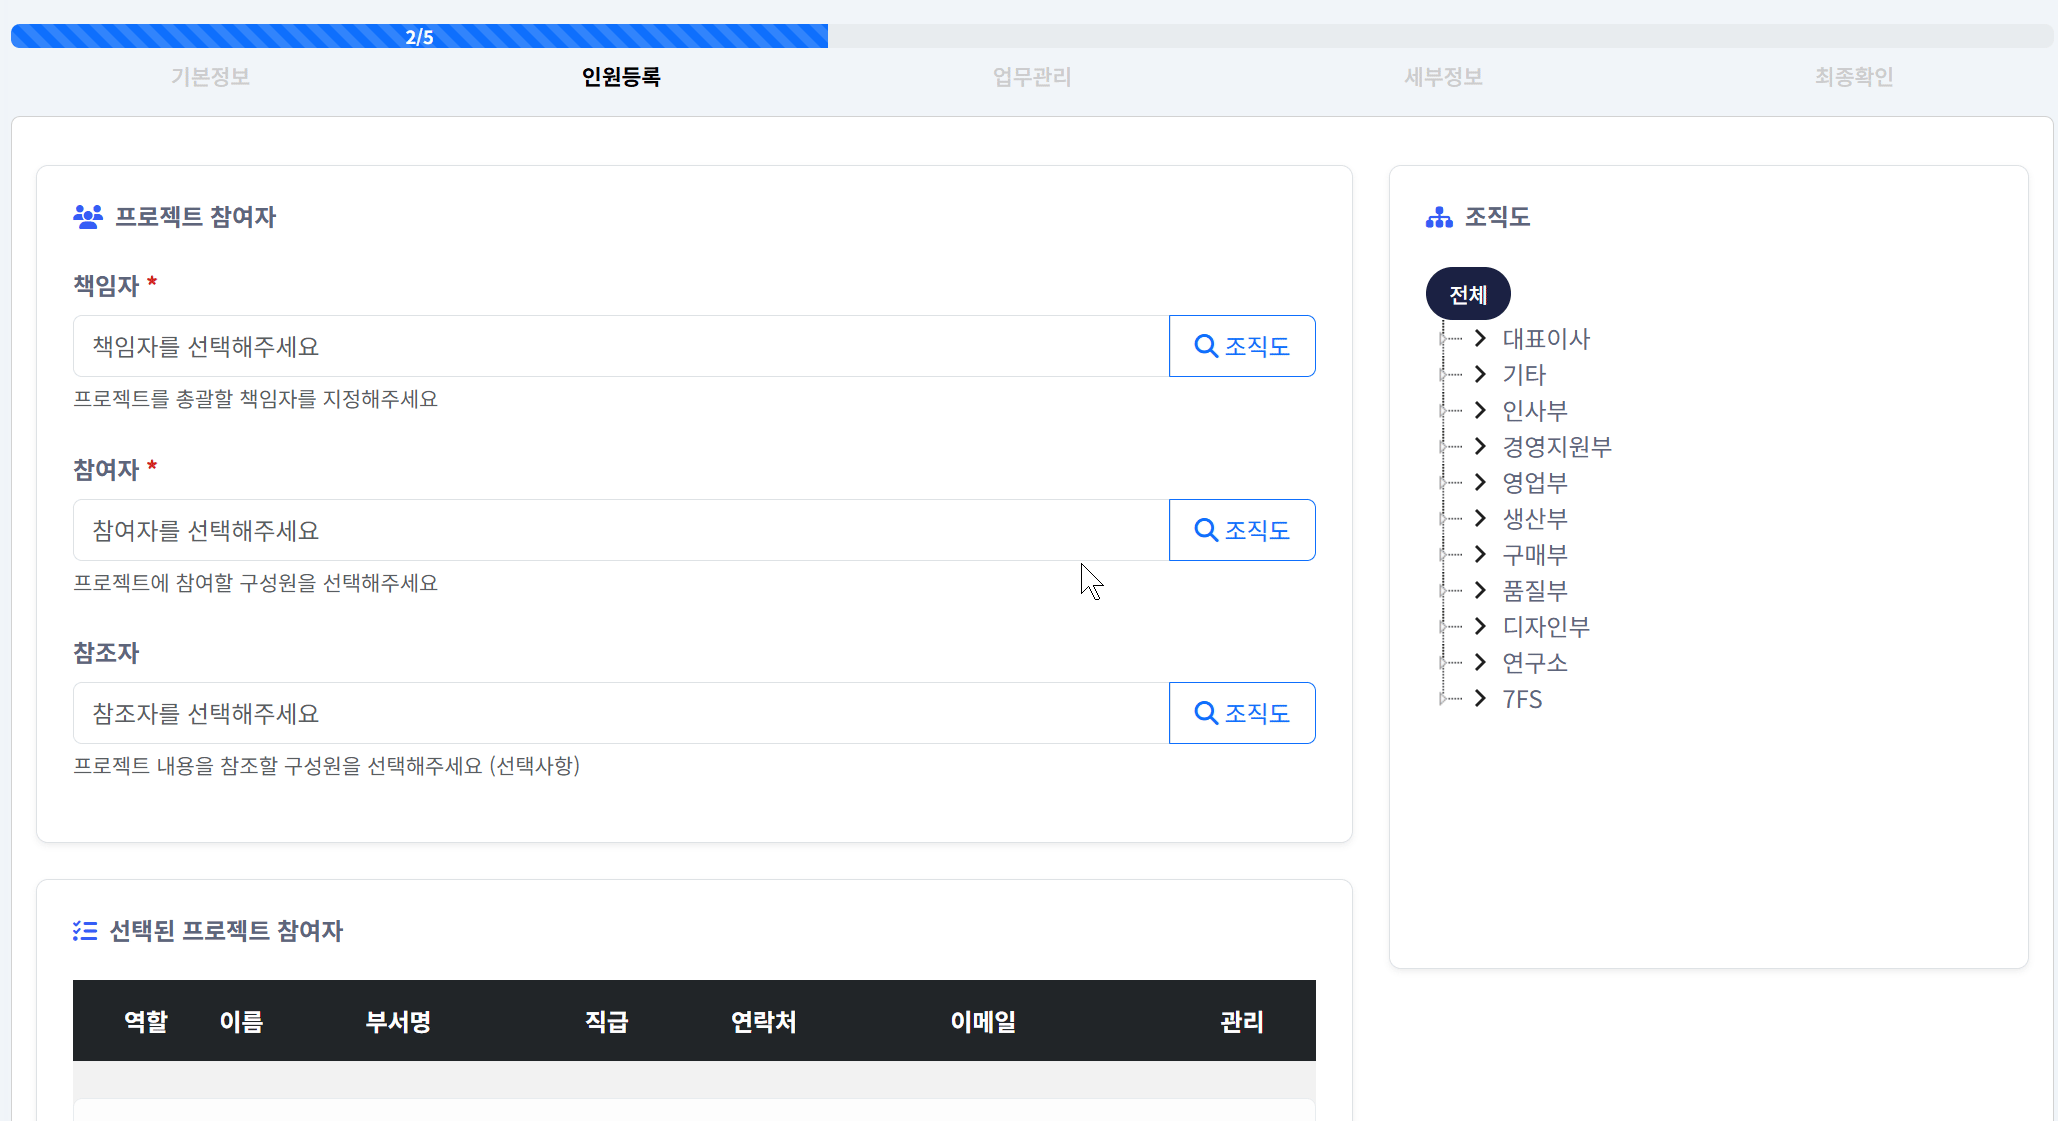 2/5
기본정보
인원등록
업무관리
세부정보
최종확인
프로젝트 참여자
책임자 *
책임자를 선택해주세요
조직도
프로젝트를 총괄할 책임자를 지정해주세요
참여자 *
참여자를 선택해주세요
조직도
프로젝트에 참여할 구성원을 선택해주세요
참조자
참조자를 선택해주세요
조직도
프로젝트 내용을 참조할 구성원을 선택해주세요 (선택사항)
조직도
전체
대표이사
기타
인사부
경영지원부
영업부
생산부
구매부
품질부
디자인부
연구소
7FS
선택된 프로젝트 참여자
역할 이름 부서명 직급 연락처 이메일 관리